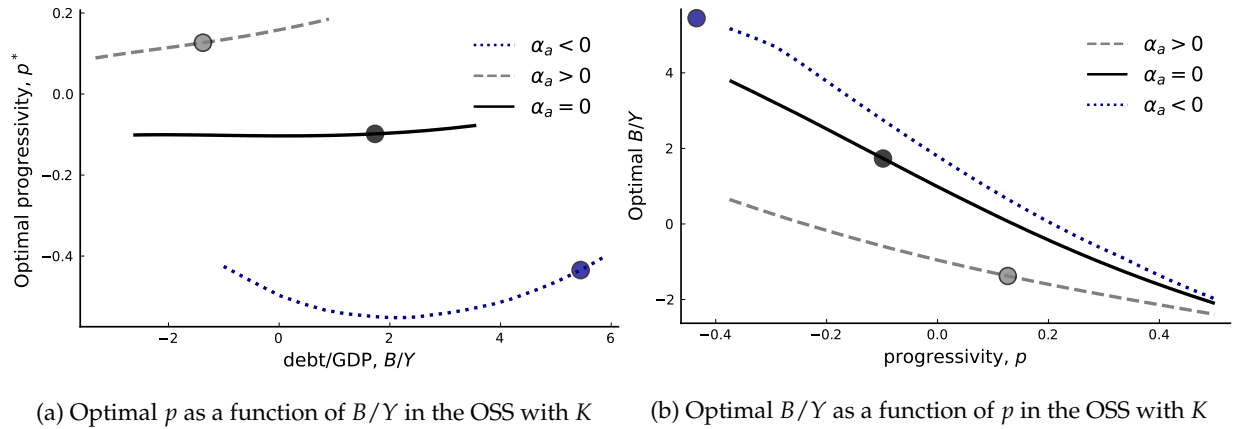 0.2
0.0
−0.2
−0.4
Optimal progressivity, p*
−2
0
2
4
6
debt/GDP, B/Y
α_a < 0
α_a > 0
α_a = 0
(a) Optimal p as a function of B/Y in the OSS with K
4
2
0
−2
Optimal B/Y
−0.4
−0.2
0.0
0.2
0.4
progressivity, p
α_a > 0
α_a = 0
α_a < 0
(b) Optimal B/Y as a function of p in the OSS with K